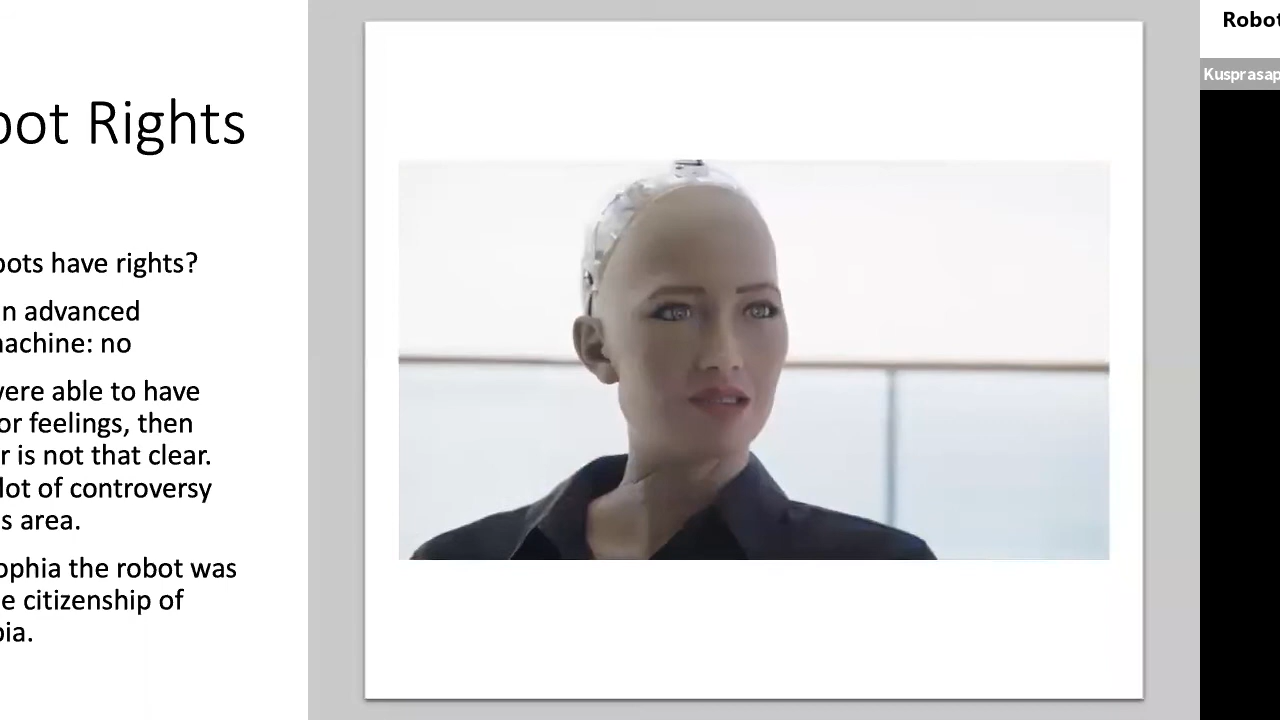 bot Rights
bots have rights?
n advanced
machine: no
were able to have
or feelings, then
r is not that clear.
lot of controversy
s area.
ophia the robot was
e citizenship of
bia.
Robot
Kusprasap